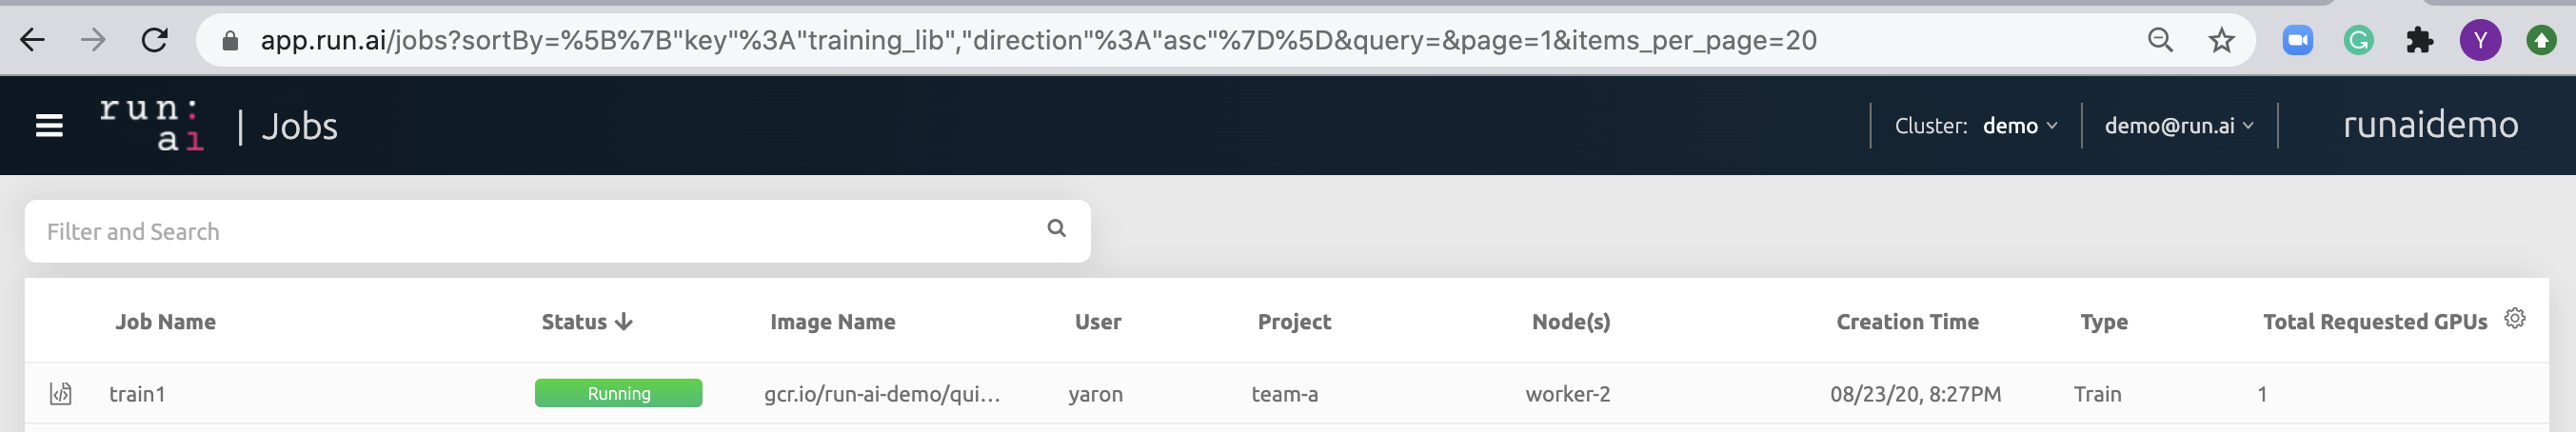 app.run.ai/jobs?sortBy=%5B%7B"key"%3A"training_lib","direction"%3A"asc"%7D%5D&query=&page=1&items_per_page=20
Y
run:
ai
| Jobs
Cluster: demo
demo@run.ai
runaidemo
Filter and Search
Job Name Status Image Name User Project Node(s) Creation Time Type Total Requested GPUs
train1 Running gcr.io/run-ai-demo/qui... yaron team-a worker-2 08/23/20, 8:27PM Train 1